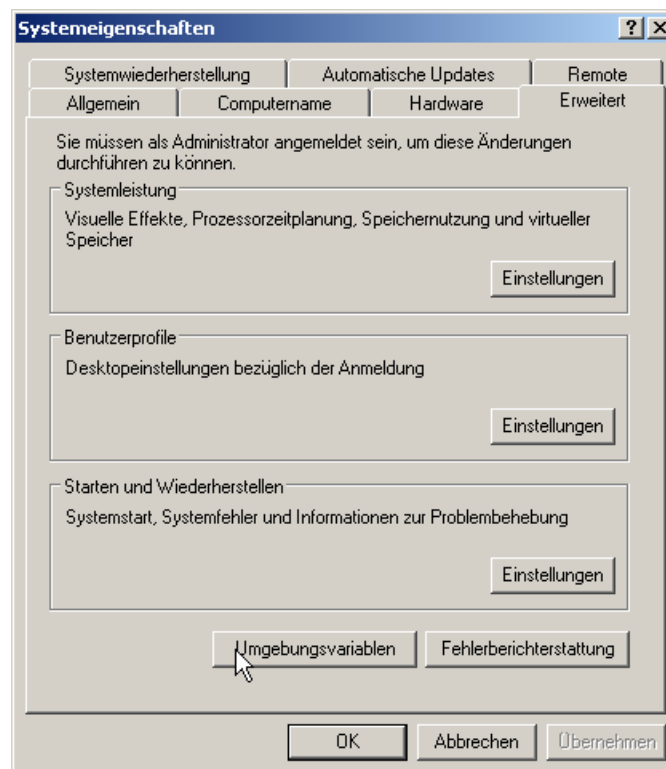 Systemeigenschaften
Systemwiederherstellung Automatische Updates Remote
Allgemein Computername Hardware Erweitert
Sie müssen als Administrator angemeldet sein, um diese Änderungen
durchführen zu können.
Systemleistung
Visuelle Effekte, Prozessorzeitplanung, Speichernutzung und virtueller
Speicher
Einstellungen
Benutzerprofile
Desktopeinstellungen bezüglich der Anmeldung
Einstellungen
Starten und Wiederherstellen
Systemstart, Systemfehler und Informationen zur Problembehebung
Einstellungen
Umgebungsvariablen Fehlerberichterstattung
OK Abbrechen Übernehmen